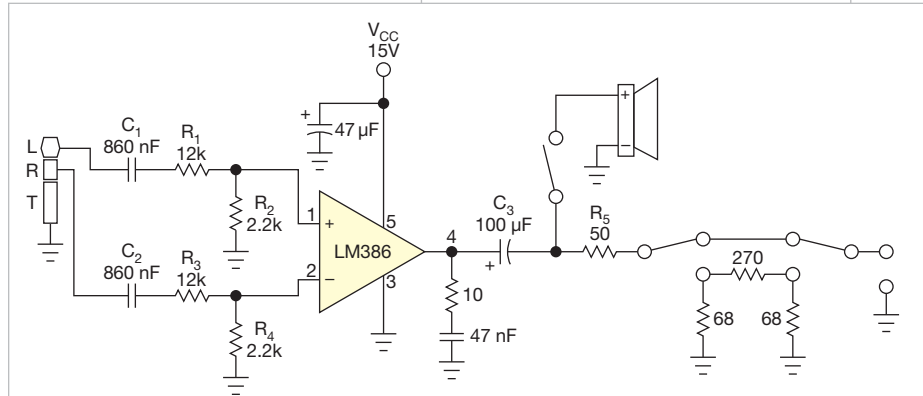 V_CC
15V
+
47 µF
L
R
T
C_1
860 nF
R_1
12k
R_2
2.2k
C_2
860 nF
R_3
12k
R_4
2.2k
1
+
2
−
LM386
5
3
4
10
47 nF
C_3
100 µF
+
+
−
R_5
50
270
68
68